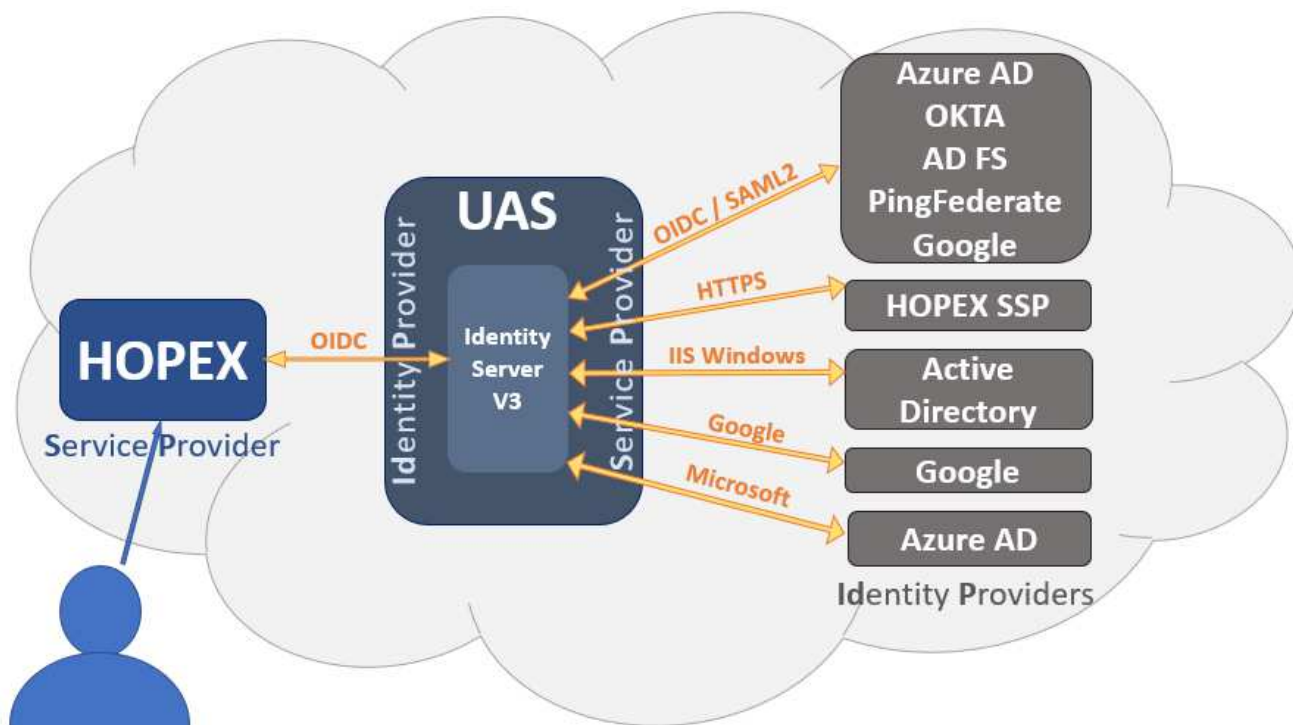 HOPEX
Service Provider
OIDC
UAS
Identity Provider
Identity
Server
V3
Service Provider
OIDC / SAML2
HTTPS
IIS Windows
Google
Microsoft
Azure AD
OKTA
AD FS
PingFederate
Google
HOPEX SSP
Active
Directory
Google
Azure AD
Identity Providers